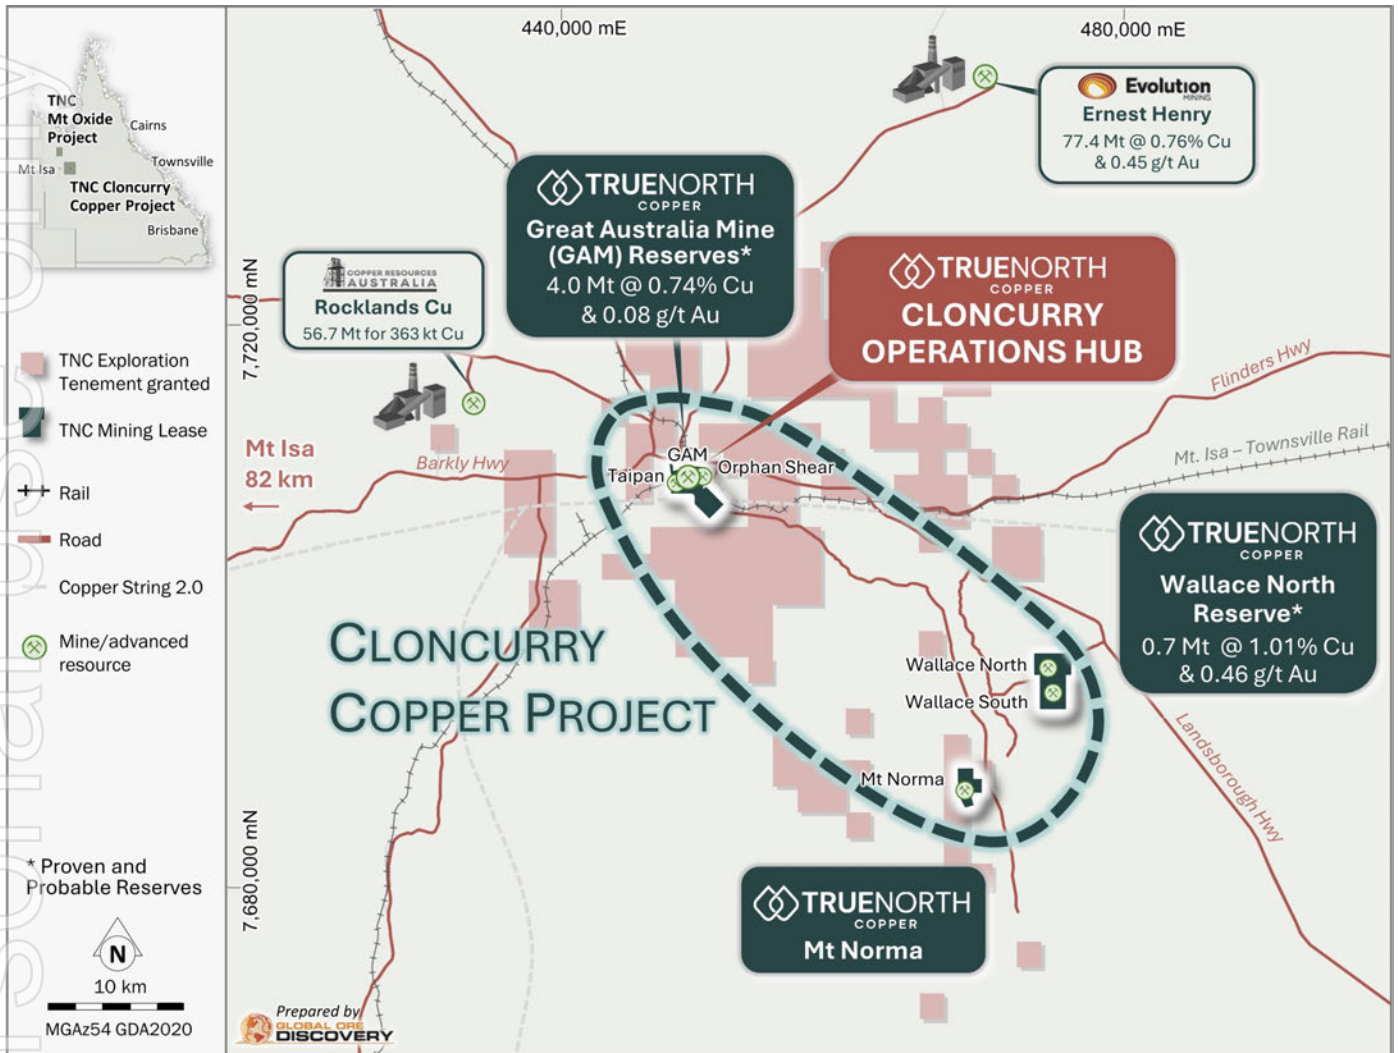 440,000 mE
480,000 mE
TNC
Mt Oxide
Project
Cairns
Mt Isa
Townsville
TNC Cloncurry
Copper Project
Brisbane
Evolution
MINING
Ernest Henry
77.4 Mt @ 0.76% Cu
& 0.45 g/t Au
TRUENORTH
COPPER
Great Australia Mine
(GAM) Reserves*
4.0 Mt @ 0.74% Cu
& 0.08 g/t Au
TRUENORTH
COPPER
CLONCURRY
OPERATIONS HUB
COPPER RESOURCES
AUSTRALIA
Rocklands Cu
56.7 Mt for 363 kt Cu
7,720,000 mN
TNC Exploration
Tenement granted
TNC Mining Lease
Rail
Road
Copper String 2.0
Mine/advanced
resource
Flinders Hwy
Mt. Isa – Townsville Rail
Mt Isa
82 km
Barkly Hwy
GAM
Taipan
Orphan Shear
TRUENORTH
COPPER
Wallace North
Reserve*
0.7 Mt @ 1.01% Cu
& 0.46 g/t Au
CLONCURRY
COPPER PROJECT
Wallace North
Wallace South
Landsborough Hwy
Mt Norma
7,680,000 mN
TRUENORTH
COPPER
Mt Norma
* Proven and
Probable Reserves
N
10 km
MGAz54 GDA2020
Prepared by
GLOBAL ORE
DISCOVERY